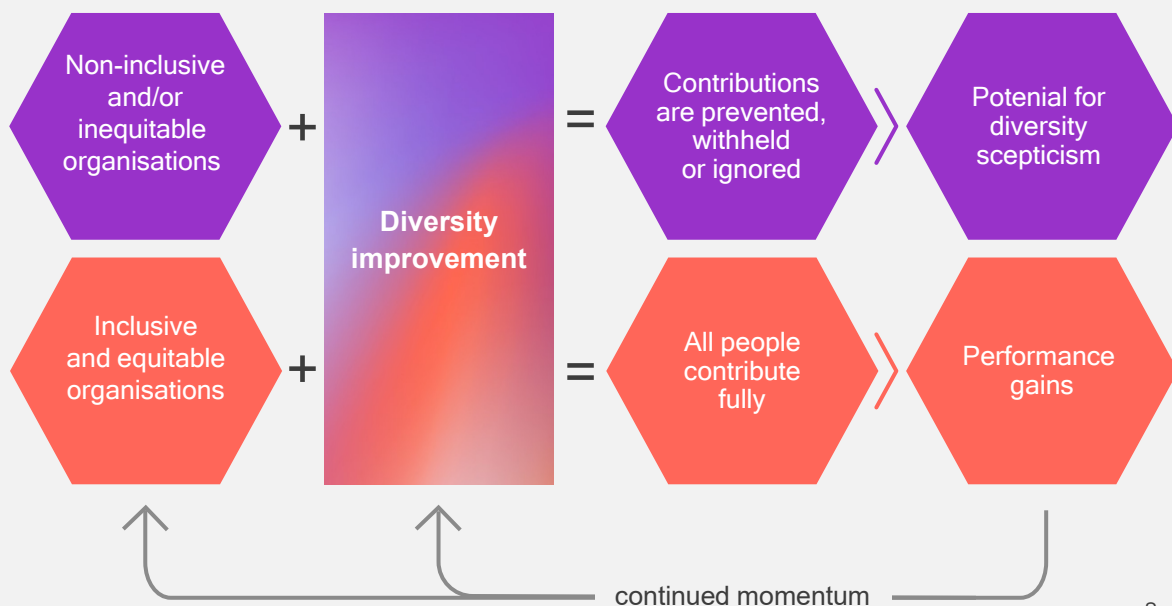 Non-inclusive
and/or
inequitable
organisations
+
Diversity
improvement
=
Contributions
are prevented,
withheld
or ignored
Potenial for
diversity
scepticism
Inclusive
and equitable
organisations
+
=
All people
contribute
fully
Performance
gains
continued momentum